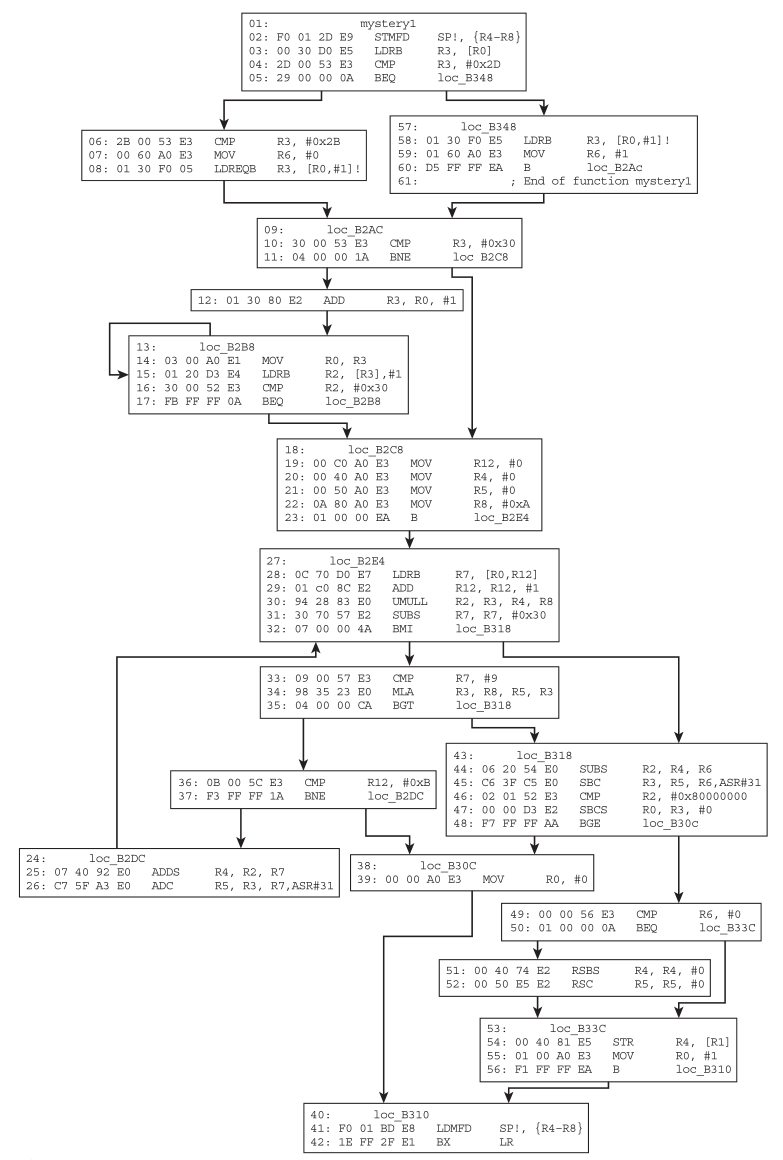 01: mystery1
02: F0 01 2D E9 STMFD SP!, {R4-R8}
03: 00 30 D0 E5 LDRB R3, [R0]
04: 2D 00 53 E3 CMP R3, #0x2D
05: 29 00 00 0A BEQ loc_B348
06: 2B 00 53 E3 CMP R3, #0x2B
07: 00 60 A0 E3 MOV R6, #0
08: 01 30 F0 05 LDREQB R3, [R0,#1]!
57: loc_B348
58: 01 30 F0 E5 LDRB R3, [R0,#1]!
59: 01 60 A0 E3 MOV R6, #1
60: D5 FF FF EA B loc_B2Ac
61: ; End of function mystery1
09: loc_B2AC
10: 30 00 53 E3 CMP R3, #0x30
11: 04 00 00 1A BNE loc B2C8
12: 01 30 80 E2 ADD R3, R0, #1
13: loc_B2B8
14: 03 00 A0 E1 MOV R0, R3
15: 01 20 D3 E4 LDRB R2, [R3],#1
16: 30 00 52 E3 CMP R2, #0x30
17: FB FF FF 0A BEQ loc_B2B8
18: loc_B2C8
19: 00 C0 A0 E3 MOV R12, #0
20: 00 40 A0 E3 MOV R4, #0
21: 00 50 A0 E3 MOV R5, #0
22: 0A 80 A0 E3 MOV R8, #0xA
23: 01 00 00 EA B loc_B2E4
27: loc_B2E4
28: 0C 70 D0 E7 LDRB R7, [R0,R12]
29: 01 c0 8C E2 ADD R12, R12, #1
30: 94 28 83 E0 UMULL R2, R3, R4, R8
31: 30 70 57 E2 SUBS R7, R7, #0x30
32: 07 00 00 4A BMI loc_B318
33: 09 00 57 E3 CMP R7, #9
34: 98 35 23 E0 MLA R3, R8, R5, R3
35: 04 00 00 CA BGT loc_B318
36: 0B 00 5C E3 CMP R12, #0xB
37: F3 FF FF 1A BNE loc_B2DC
43: loc_B318
44: 06 20 54 E0 SUBS R2, R4, R6
45: C6 3F C5 E0 SBC R3, R5, R6,ASR#31
46: 02 01 52 E3 CMP R2, #0x80000000
47: 00 00 D3 E2 SBCS R0, R3, #0
48: F7 FF FF AA BGE loc_B30c
24: loc_B2DC
25: 07 40 92 E0 ADDS R4, R2, R7
26: C7 5F A3 E0 ADC R5, R3, R7,ASR#31
38: loc_B30C
39: 00 00 A0 E3 MOV R0, #0
49: 00 00 56 E3 CMP R6, #0
50: 01 00 00 0A BEQ loc_B33C
51: 00 40 74 E2 RSBS R4, R4, #0
52: 00 50 E5 E2 RSC R5, R5, #0
53: loc_B33C
54: 00 40 81 E5 STR R4, [R1]
55: 01 00 A0 E3 MOV R0, #1
56: F1 FF FF EA B loc_B310
40: loc_B310
41: F0 01 BD E8 LDMFD SP!, {R4-R8}
42: 1E FF 2F E1 BX LR